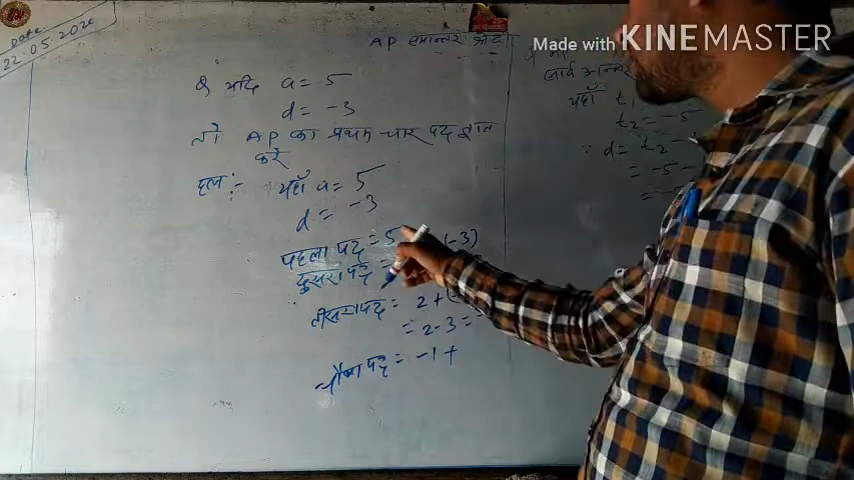 Date
22.05.2021
AP समान्तर श्रेढ़ी
Made with KINEMASTER
Q यदि a = 5
d = -3
तो AP का प्रथम चार पद ज्ञात
करें
हल:- यहाँ a = 5
d = -3
पहला पद = 5 (-3)
दुसरा पद =
तीसरा पद = 2 + (-
= 2 - 3 = -
चौथा पद = -1 +
यहाँ t1
t2 = -5
∵ d = t2 - t
= -5 -
= -